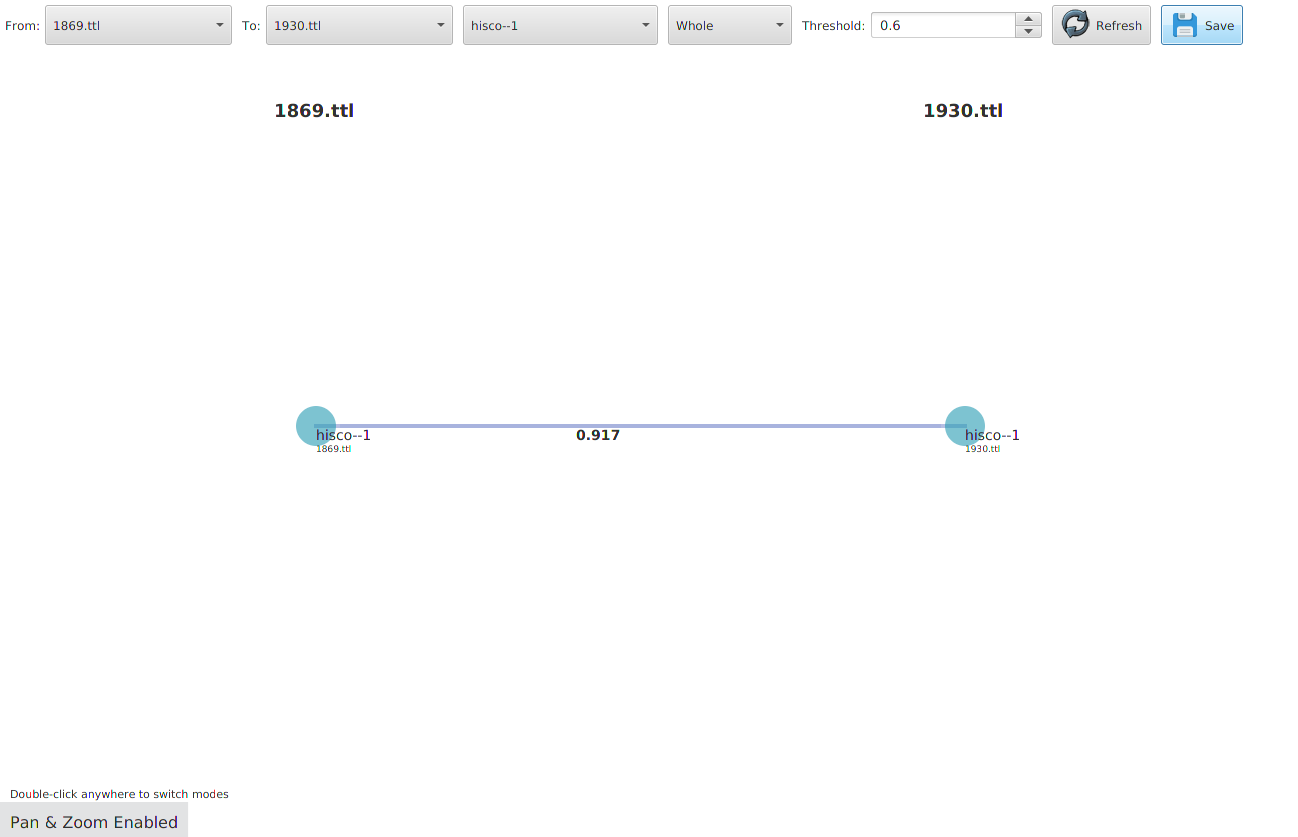 From: 1869.ttl To: 1930.ttl hisco--1 Whole Threshold: 0.6 Refresh Save
1869.ttl 1930.ttl
hisco--1 0.917 hisco--1
1869.ttl 1930.ttl
Double-click anywhere to switch modes
Pan & Zoom Enabled